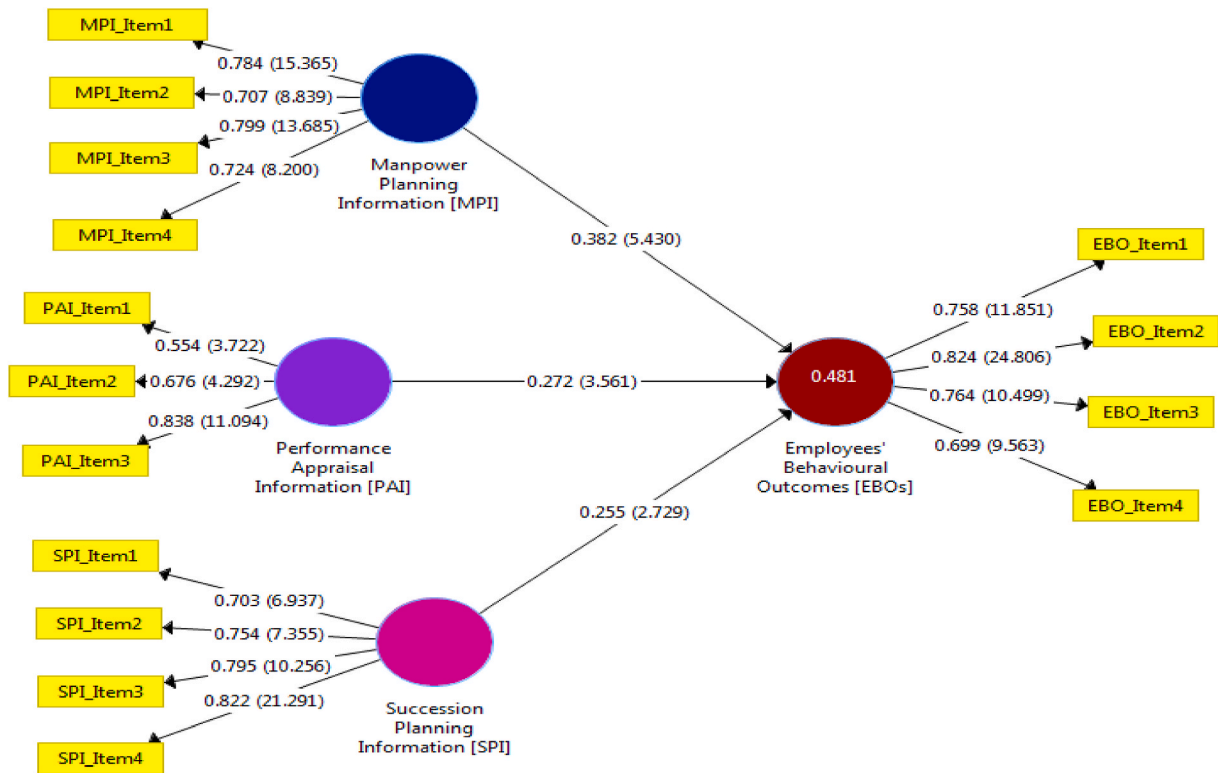 MPI_Item1
0.784 (15.365)
MPI_Item2
0.707 (8.839)
0.799 (13.685)
MPI_Item3
0.724 (8.200)
MPI_Item4
Manpower
Planning
Information [MPI]
0.382 (5.430)
PAI_Item1
0.554 (3.722)
PAI_Item2
0.676 (4.292)
0.838 (11.094)
PAI_Item3
Performance
Appraisal
Information [PAI]
0.272 (3.561)
SPI_Item1
0.703 (6.937)
SPI_Item2
0.754 (7.355)
0.795 (10.256)
SPI_Item3
0.822 (21.291)
SPI_Item4
Succession
Planning
Information [SPI]
0.255 (2.729)
0.481
Employees'
Behavioural
Outcomes [EBOs]
EBO_Item1
0.758 (11.851)
EBO_Item2
0.824 (24.806)
0.764 (10.499)
EBO_Item3
0.699 (9.563)
EBO_Item4